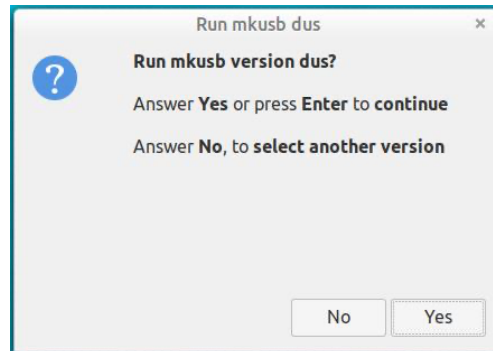 Run mkusb dus
×
?
Run mkusb version dus?
Answer Yes or press Enter to continue
Answer No, to select another version
No
Yes